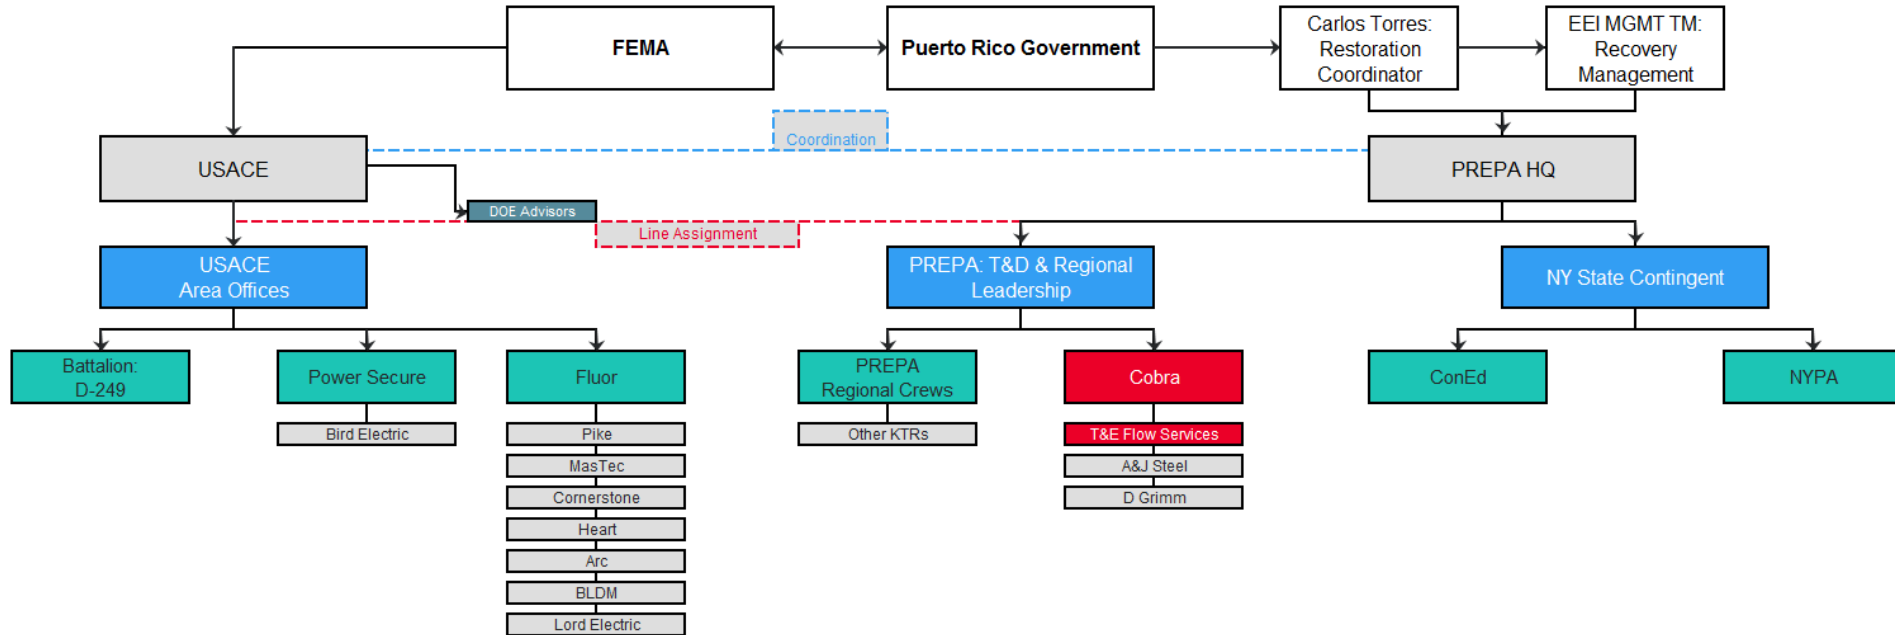 FEMA
Puerto Rico Government
Carlos Torres:
Restoration
Coordinator
EEI MGMT TM:
Recovery
Management
Coordination
USACE
PREPA HQ
DOE Advisors
Line Assignment
USACE
Area Offices
PREPA: T&D & Regional
Leadership
NY State Contingent
Battalion:
D-249
Power Secure
Fluor
PREPA
Regional Crews
Cobra
ConEd
NYPA
Bird Electric
Pike
MasTec
Cornerstone
Heart
Arc
BLDM
Lord Electric
Other KTRs
T&E Flow Services
A&J Steel
D Grimm